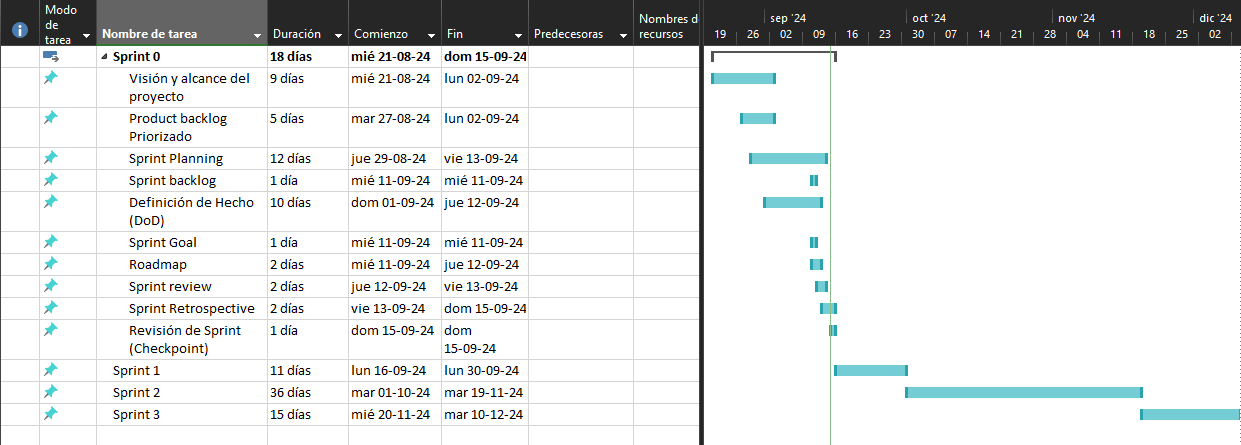 Modo de tarea
Nombre de tarea
Duración
Comienzo
Fin
Predecesoras
Nombres d
recursos
sep '24 oct '24 nov '24 dic '24
19 26 02 09 16 23 30 07 14 21 28 04 11 18 25 02
Sprint 0 18 días mié 21-08-24 dom 15-09-24
Visión y alcance del 9 días mié 21-08-24 lun 02-09-24
proyecto
Product backlog 5 días mar 27-08-24 lun 02-09-24
Priorizado
Sprint Planning 12 días jue 29-08-24 vie 13-09-24
Sprint backlog 1 día mié 11-09-24 mié 11-09-24
Definición de Hecho 10 días dom 01-09-24 jue 12-09-24
(DoD)
Sprint Goal 1 día mié 11-09-24 mié 11-09-24
Roadmap 2 días mié 11-09-24 jue 12-09-24
Sprint review 2 días jue 12-09-24 vie 13-09-24
Sprint Retrospective 2 días vie 13-09-24 dom 15-09-24
Revisión de Sprint 1 día dom 15-09-24 dom
(Checkpoint) 15-09-24
Sprint 1 11 días lun 16-09-24 lun 30-09-24
Sprint 2 36 días mar 01-10-24 mar 19-11-24
Sprint 3 15 días mié 20-11-24 mar 10-12-24